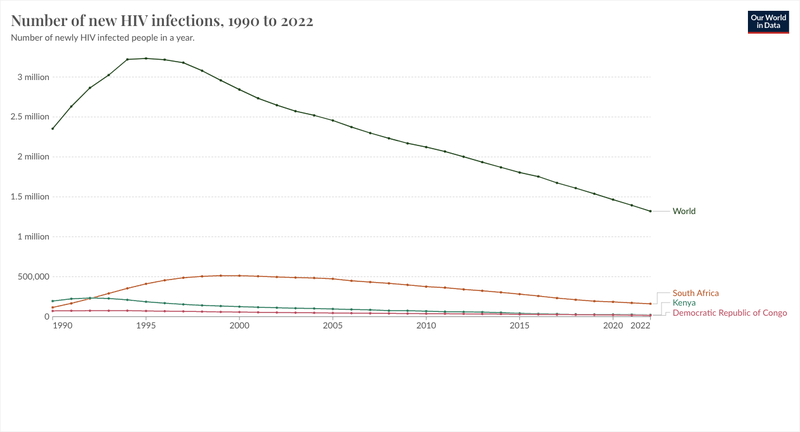 Number of new HIV infections, 1990 to 2022
Number of newly HIV infected people in a year.
Our World
in Data
3 million
2.5 million
2 million
1.5 million
1 million
500,000
0
1990
1995
2000
2005
2010
2015
2020
2022
World
South Africa
Kenya
Democratic Republic of Congo